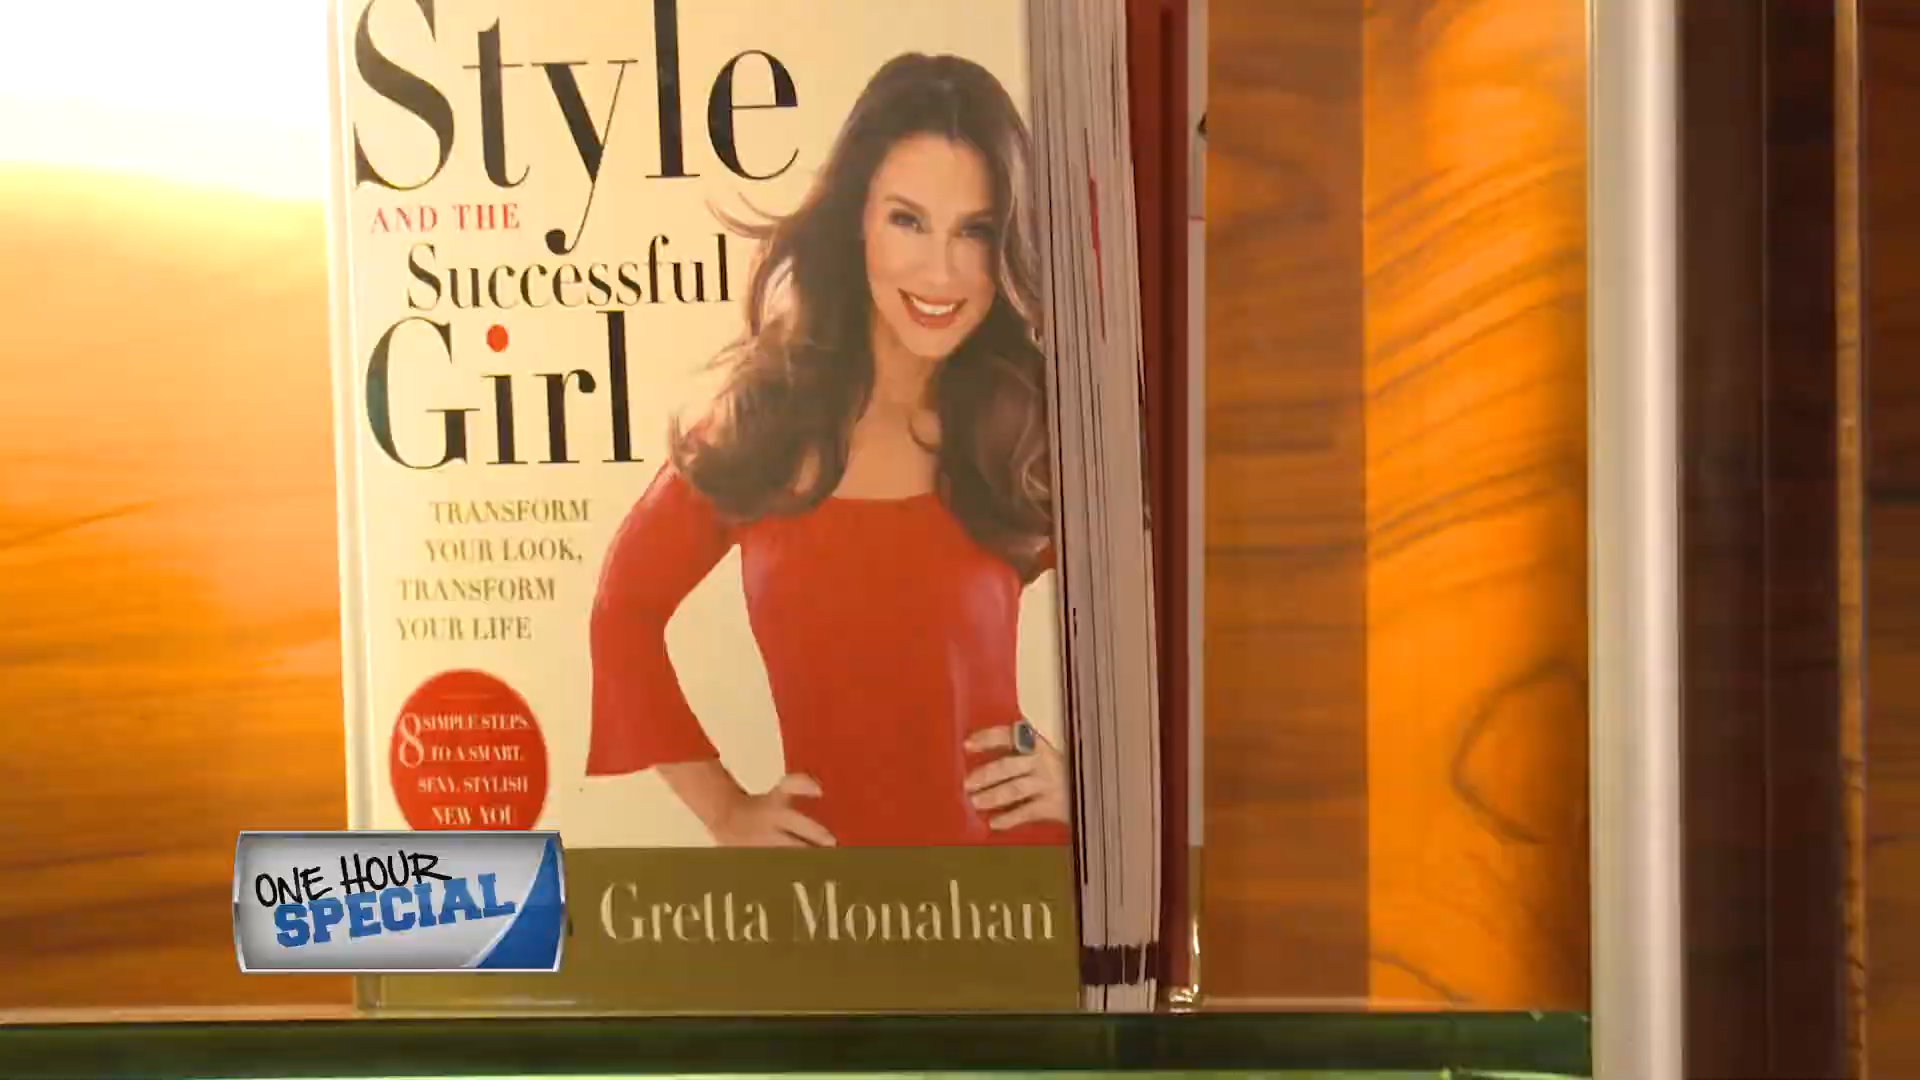 Style
AND THE
Successful
Girl
TRANSFORM
YOUR LOOK,
TRANSFORM
YOUR LIFE
8 SIMPLE STEPS
TO A SMART,
SEXY, STYLISH
NEW YOU
Gretta Monahan
ONE HOUR
SPECIAL